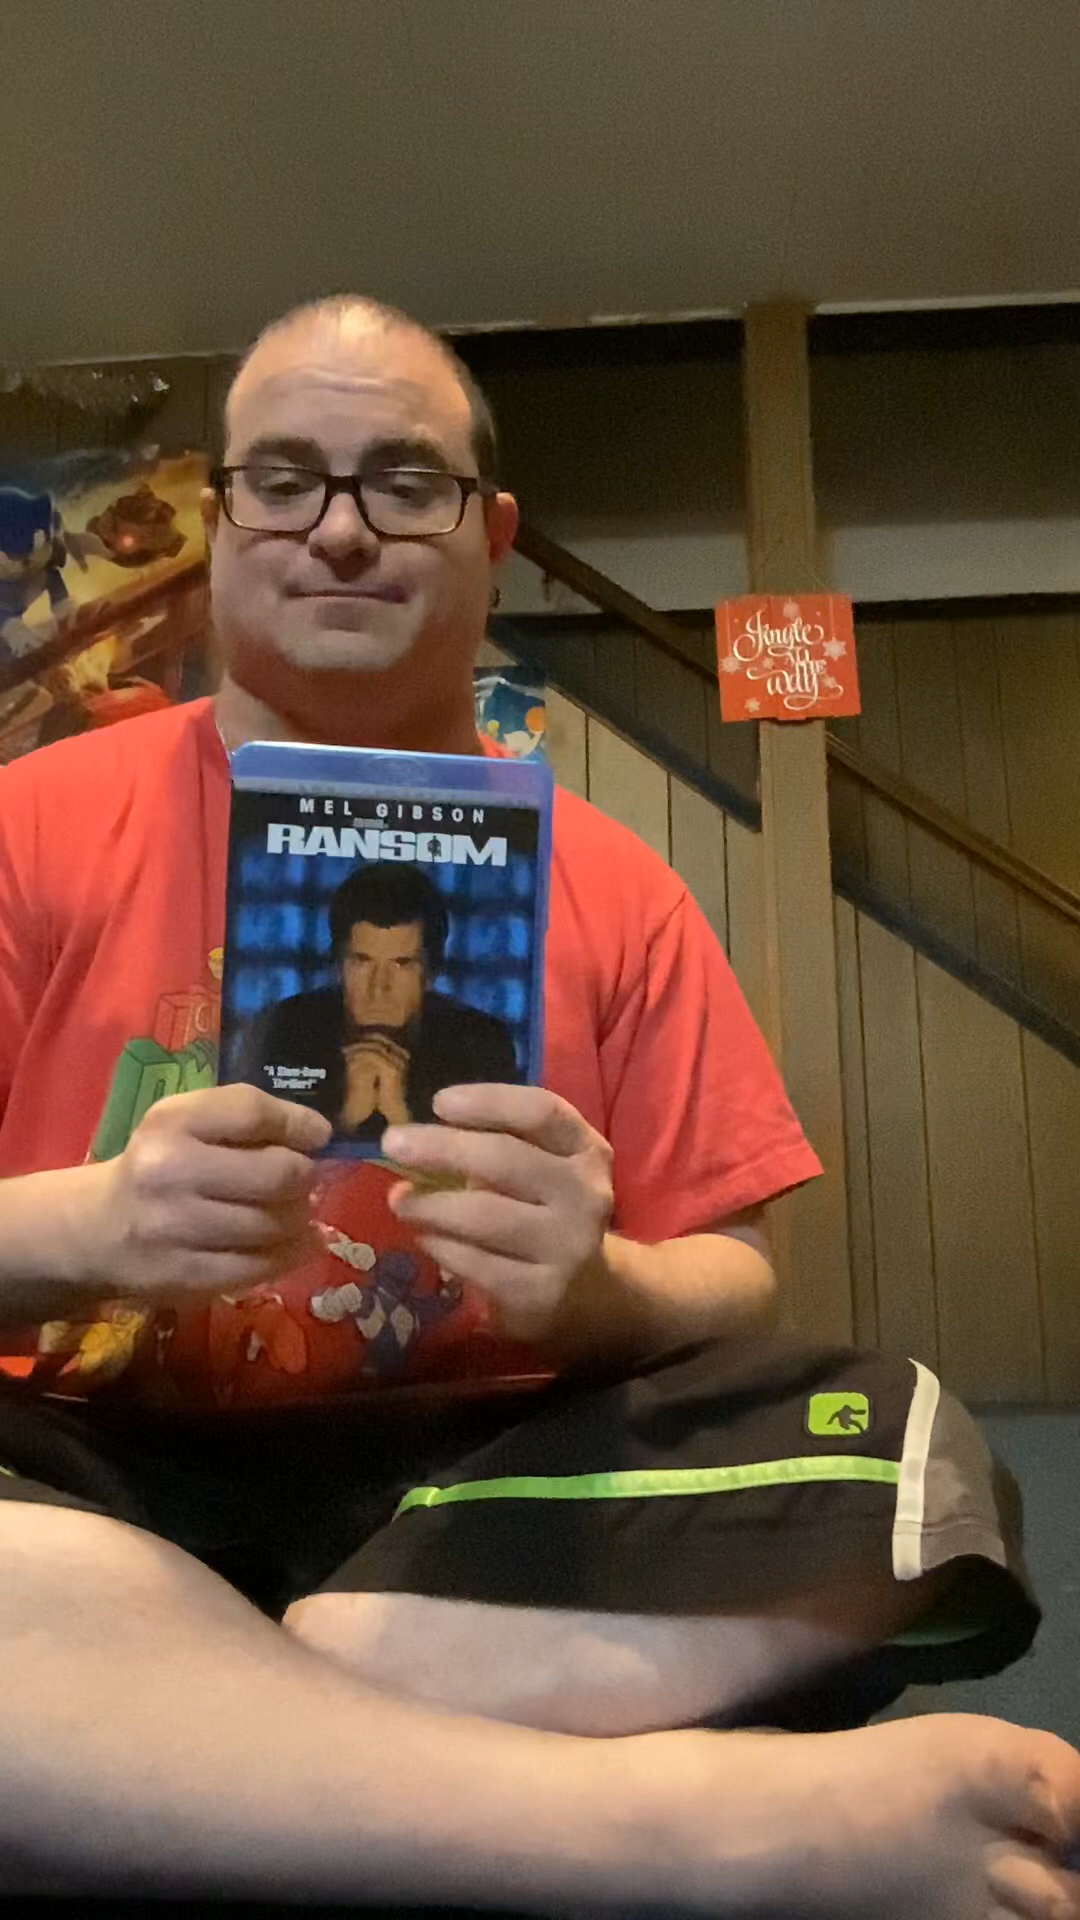 Jingle
All the
way
MEL GIBSON
RANSOM
"A Slam-Bang
Thriller!"